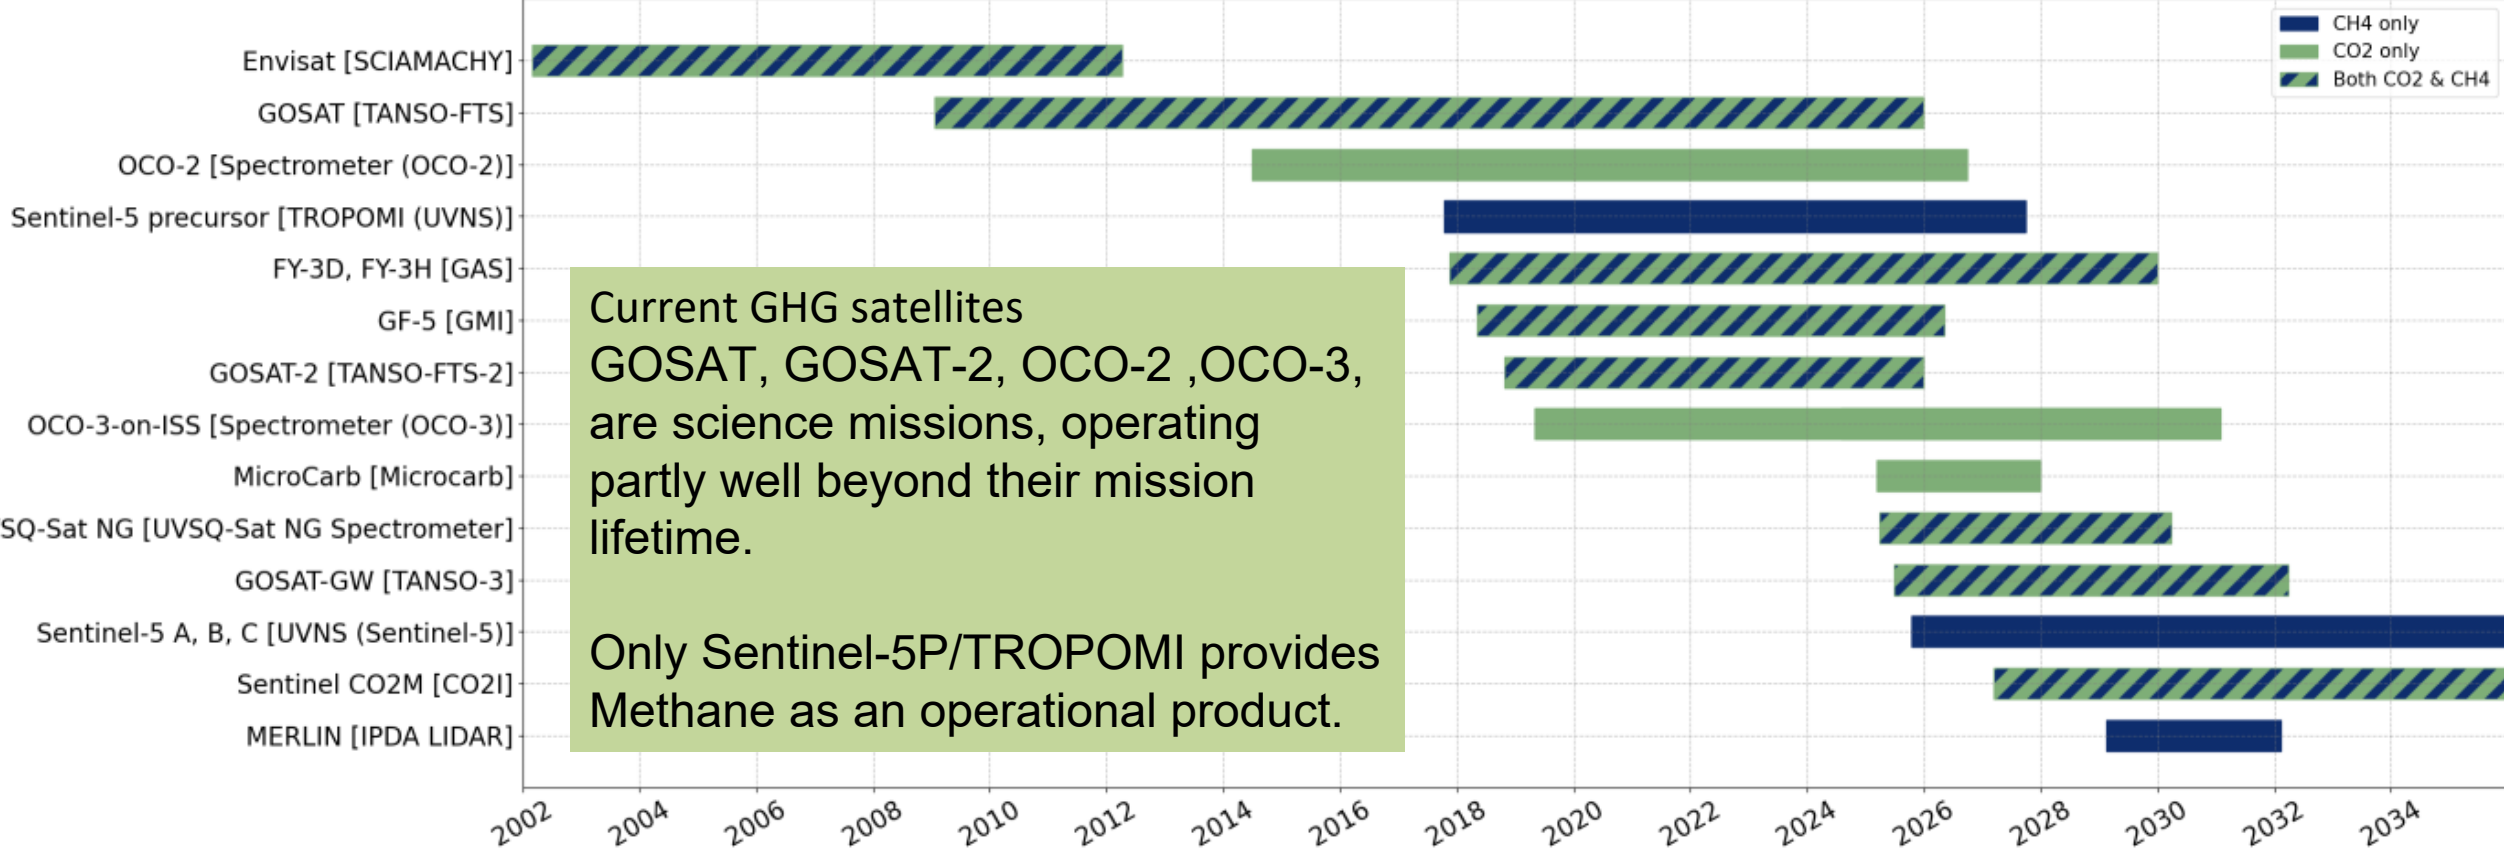 CH4 only
CO2 only
Both CO2 & CH4
Envisat [SCIAMACHY]
GOSAT [TANSO-FTS]
OCO-2 [Spectrometer (OCO-2)]
Sentinel-5 precursor [TROPOMI (UVNS)]
FY-3D, FY-3H [GAS]
GF-5 [GMI]
GOSAT-2 [TANSO-FTS-2]
OCO-3-on-ISS [Spectrometer (OCO-3)]
MicroCarb [Microcarb]
SQ-Sat NG [UVSQ-Sat NG Spectrometer]
GOSAT-GW [TANSO-3]
Sentinel-5 A, B, C [UVNS (Sentinel-5)]
Sentinel CO2M [CO2I]
MERLIN [IPDA LIDAR]
Current GHG satellites
GOSAT, GOSAT-2, OCO-2 ,OCO-3,
are science missions, operating
partly well beyond their mission
lifetime.
Only Sentinel-5P/TROPOMI provides
Methane as an operational product.
2002 2004 2006 2008 2010 2012 2014 2016 2018 2020 2022 2024 2026 2028 2030 2032 2034